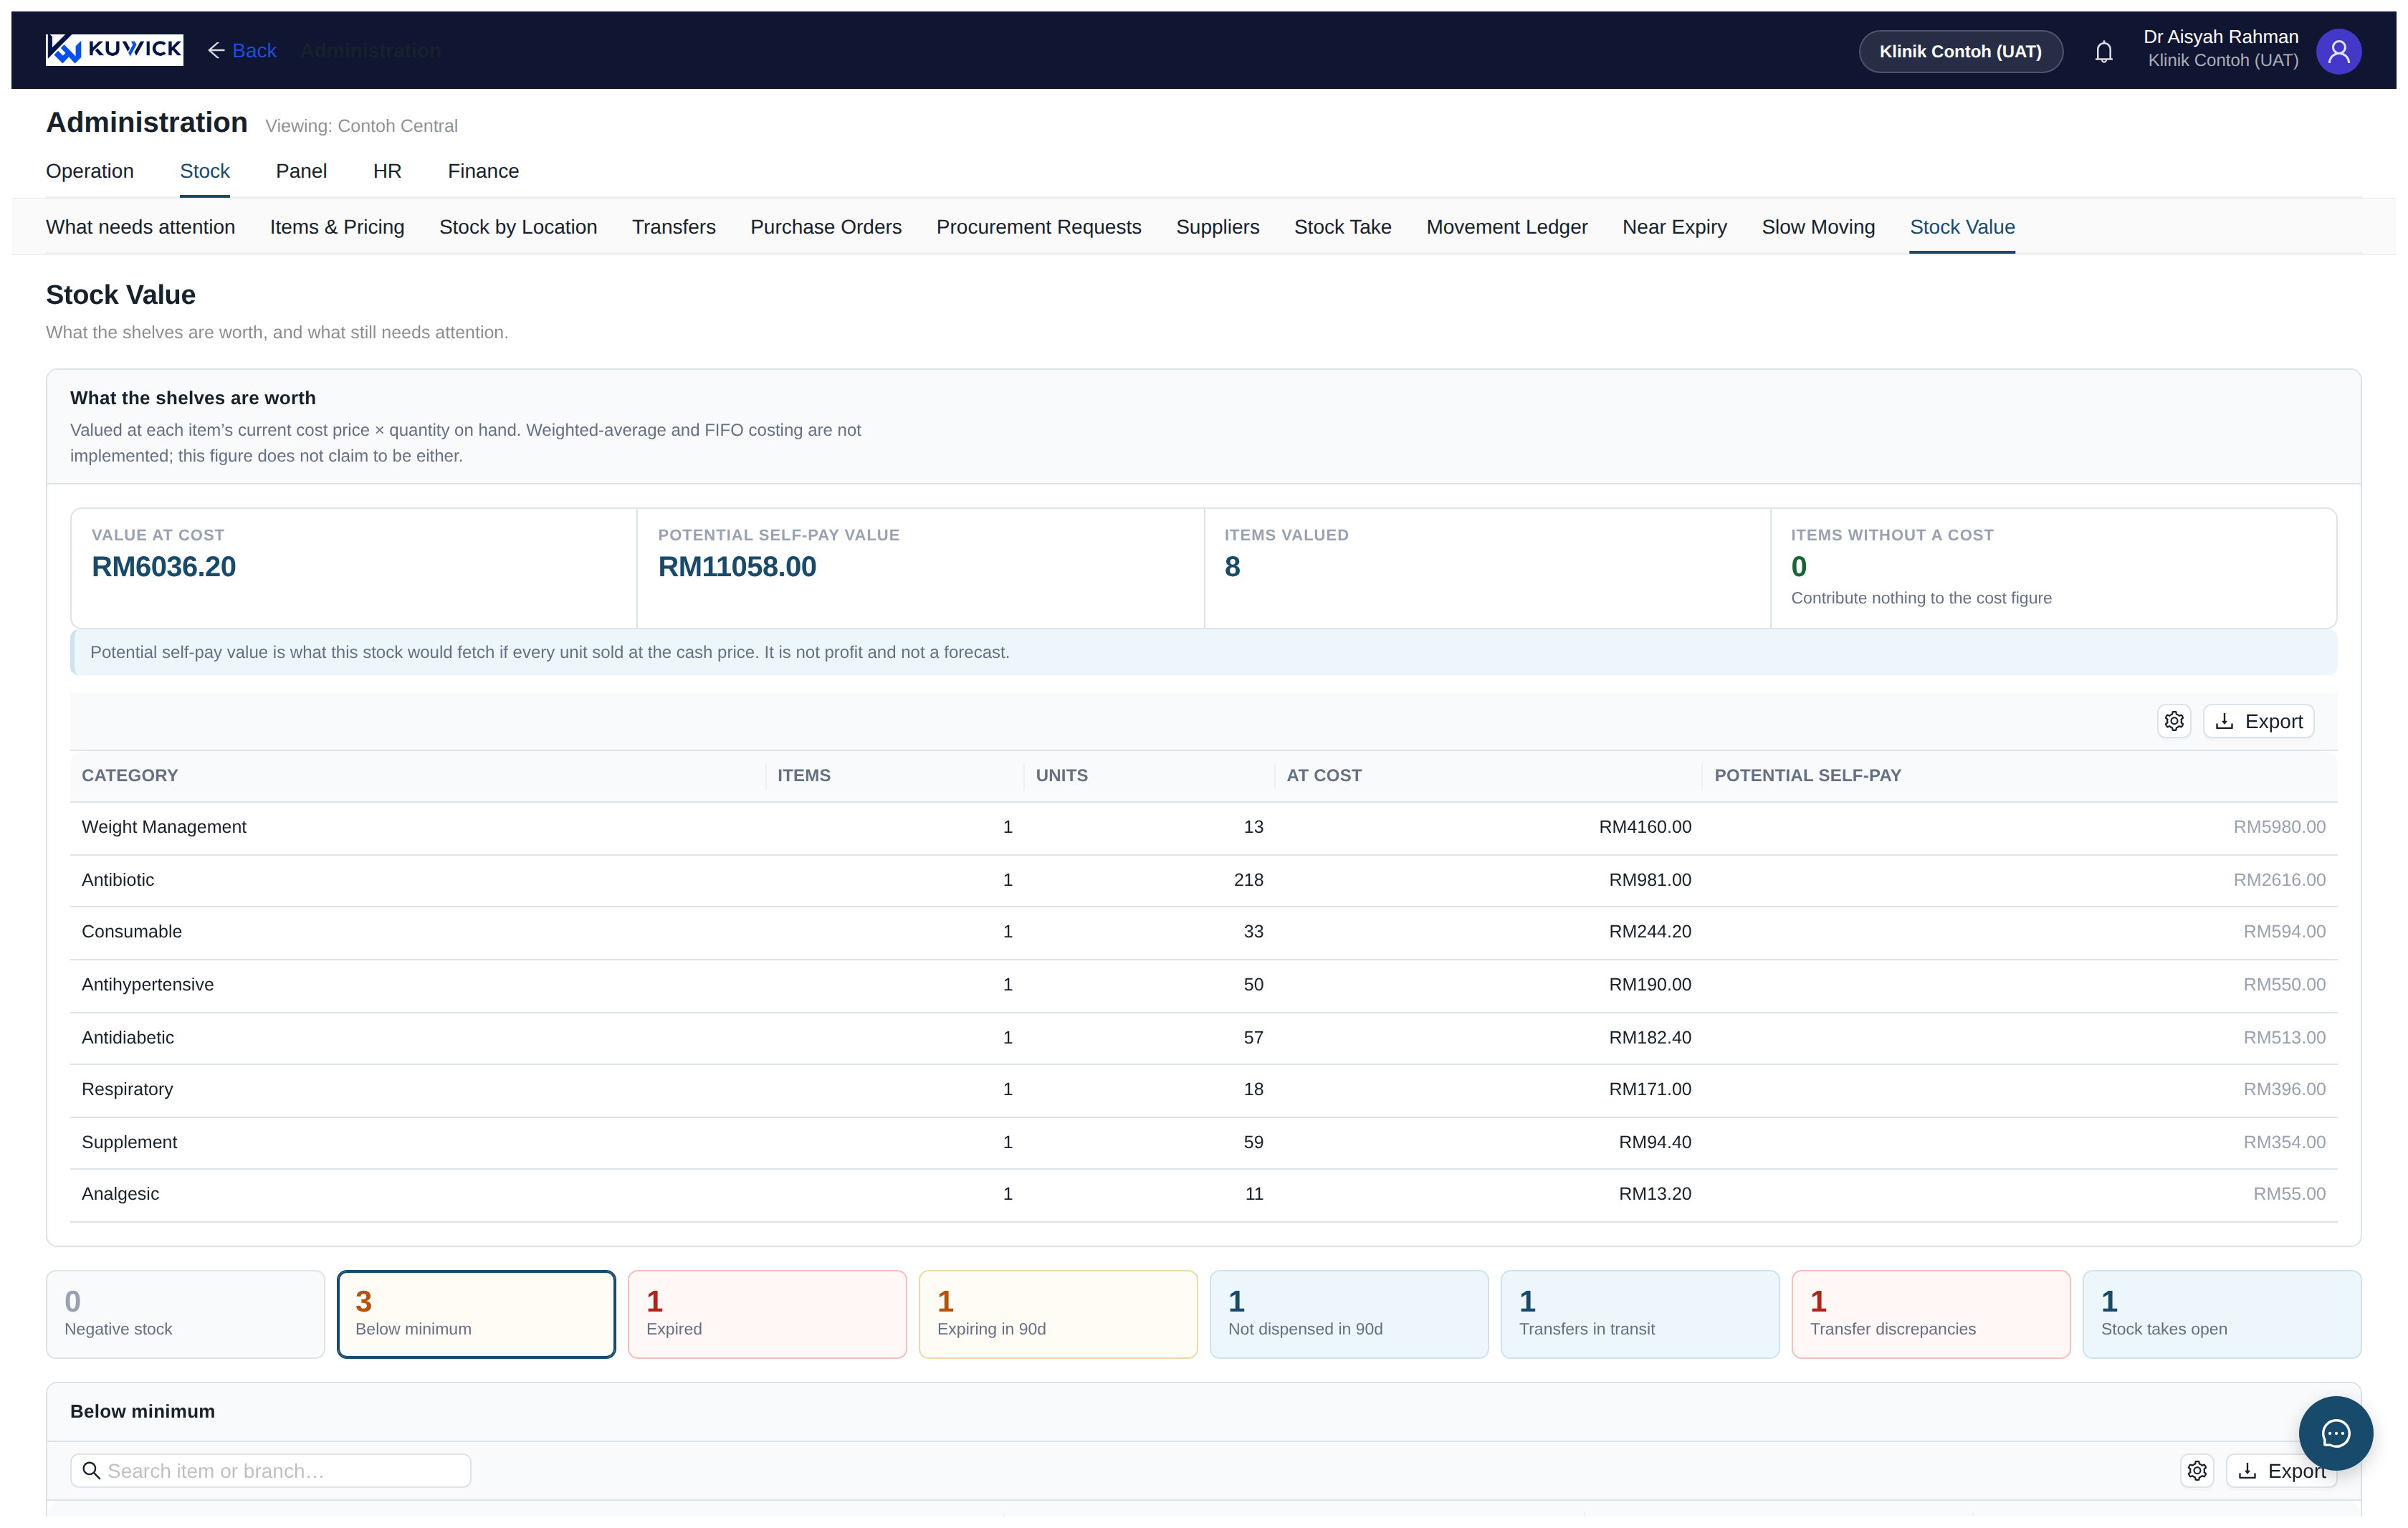 KUWICK
Back
Administration
Klinik Contoh (UAT)
Dr Aisyah Rahman
Klinik Contoh (UAT)
Administration
Viewing: Contoh Central
Operation Stock Panel HR Finance
What needs attention Items & Pricing Stock by Location Transfers Purchase Orders Procurement Requests Suppliers Stock Take Movement Ledger Near Expiry Slow Moving Stock Value
Stock Value
What the shelves are worth, and what still needs attention.
What the shelves are worth
Valued at each item’s current cost price × quantity on hand. Weighted-average and FIFO costing are not
implemented; this figure does not claim to be either.
VALUE AT COST
RM6036.20
POTENTIAL SELF-PAY VALUE
RM11058.00
ITEMS VALUED
8
ITEMS WITHOUT A COST
0
Contribute nothing to the cost figure
Potential self-pay value is what this stock would fetch if every unit sold at the cash price. It is not profit and not a forecast.
Export
CATEGORY ITEMS UNITS AT COST POTENTIAL SELF-PAY
Weight Management 1 13 RM4160.00 RM5980.00
Antibiotic 1 218 RM981.00 RM2616.00
Consumable 1 33 RM244.20 RM594.00
Antihypertensive 1 50 RM190.00 RM550.00
Antidiabetic 1 57 RM182.40 RM513.00
Respiratory 1 18 RM171.00 RM396.00
Supplement 1 59 RM94.40 RM354.00
Analgesic 1 11 RM13.20 RM55.00
0
Negative stock
3
Below minimum
1
Expired
1
Expiring in 90d
1
Not dispensed in 90d
1
Transfers in transit
1
Transfer discrepancies
1
Stock takes open
Below minimum
Search item or branch…
Export